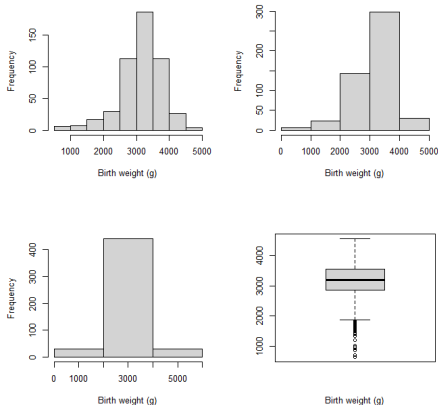 Frequency
0 50 100 150
1000 2000 3000 4000 5000
Birth weight (g)
Frequency
0 50 100 200 300
0 1000 2000 3000 4000 5000
Birth weight (g)
Frequency
0 100 200 300 400
0 1000 3000 5000
Birth weight (g)
1000 2000 3000 4000
Birth weight (g)